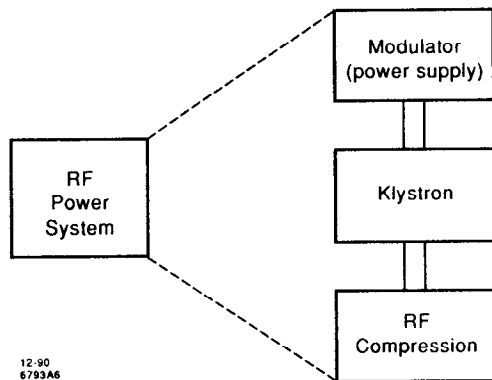 Modulator
(power supply)
RF
Power
System
Klystron
RF
Compression
12-90
6793A6